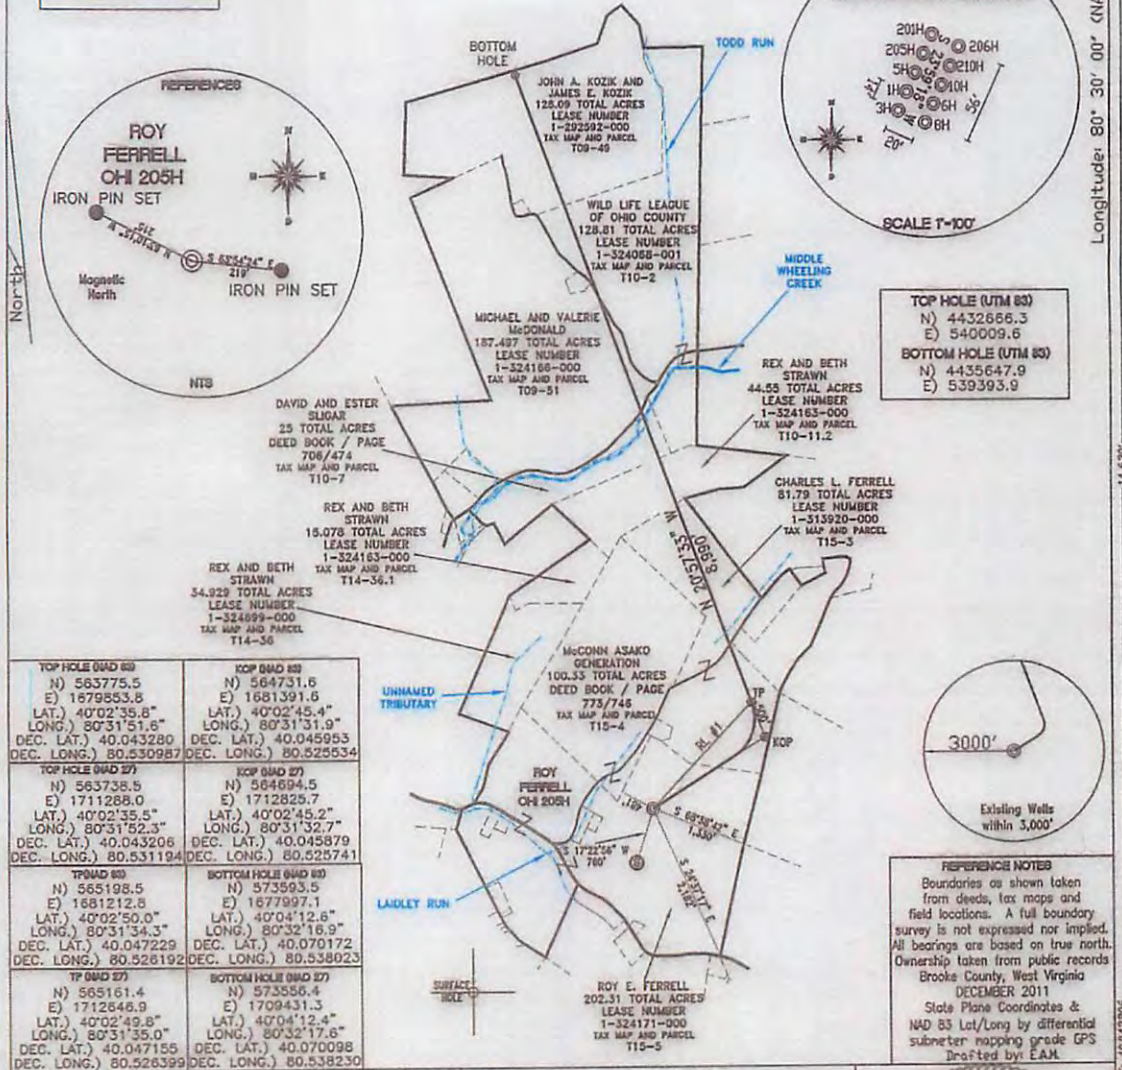 REFERENCES
ROY
FERRELL
OHI 205H
IRON PIN SET
N
E
S 63°54'24" E
219'
Magnetic
North
IRON PIN SET
NTS
North
BOTTOM
HOLE
TODD RUN
JOHN A. KOZIK AND
JAMES E. KOZIK
128.09 TOTAL ACRES
LEASE NUMBER
1-292592-000
TAX MAP AND PARCEL
T09-49
WILD LIFE LEAGUE
OF OHIO COUNTY
128.81 TOTAL ACRES
LEASE NUMBER
1-324068-001
TAX MAP AND PARCEL
T10-2
MIDDLE
WHEELING
CREEK
MICHAEL AND VALERIE
McDONALD
187.497 TOTAL ACRES
LEASE NUMBER
1-324166-000
TAX MAP AND PARCEL
T09-51
201H
206H
205H
210H
5H
10H
1H
6H
3H
8H
56'
20'
SCALE 1"=100'
Longitude: 80° 30' 00"
TOP HOLE (UTM 83)
N) 4432666.3
E) 540009.6
BOTTOM HOLE (UTM 83)
N) 4435647.9
E) 539393.9
REX AND BETH
STRAWN
44.55 TOTAL ACRES
LEASE NUMBER
1-324163-000
TAX MAP AND PARCEL
T10-11.2
DAVID AND ESTER
SLIGAR
25 TOTAL ACRES
DEED BOOK / PAGE
706/474
TAX MAP AND PARCEL
T10-7
CHARLES L. FERRELL
81.79 TOTAL ACRES
LEASE NUMBER
1-313920-000
TAX MAP AND PARCEL
T15-3
REX AND BETH
STRAWN
15.078 TOTAL ACRES
LEASE NUMBER
1-324163-000
TAX MAP AND PARCEL
T14-36.1
N 20°57'33" W
8,990'
REX AND BETH
STRAWN
34.929 TOTAL ACRES
LEASE NUMBER
1-324699-000
TAX MAP AND PARCEL
T14-36
McCONN ASAKO
GENERATION
100.33 TOTAL ACRES
DEED BOOK / PAGE
773/746
TAX MAP AND PARCEL
T15-4
UNNAMED
TRIBUTARY
TP
500'
KOP
RL #1
ROY
FERRELL
OHI 205H
S 17°22'56" W
760'
LAIDLEY RUN
SURFACE
HOLE
ROY E. FERRELL
202.31 TOTAL ACRES
LEASE NUMBER
1-324171-000
TAX MAP AND PARCEL
T15-5
3000'
Existing Wells
within 3,000'
TOP HOLE (NAD 83)
N) 563775.5
E) 1679853.8
LAT.) 40°02'35.8"
LONG.) 80°31'51.6"
DEC. LAT.) 40.043280
DEC. LONG.) 80.530987
KOP (NAD 83)
N) 564731.6
E) 1681391.6
LAT.) 40°02'45.4"
LONG.) 80°31'31.9"
DEC. LAT.) 40.045953
DEC. LONG.) 80.525534
TOP HOLE (NAD 27)
N) 563738.5
E) 1711288.0
LAT.) 40°02'35.5"
LONG.) 80°31'52.3"
DEC. LAT.) 40.043206
DEC. LONG.) 80.531194
KOP (NAD 27)
N) 564694.5
E) 1712825.7
LAT.) 40°02'45.2"
LONG.) 80°31'32.7"
DEC. LAT.) 40.045879
DEC. LONG.) 80.525741
TP(NAD 83)
N) 565198.5
E) 1681212.8
LAT.) 40°02'50.0"
LONG.) 80°31'34.3"
DEC. LAT.) 40.047229
DEC. LONG.) 80.526192
BOTTOM HOLE (NAD 83)
N) 573593.5
E) 1677997.1
LAT.) 40°04'12.6"
LONG.) 80°32'16.9"
DEC. LAT.) 40.070172
DEC. LONG.) 80.538023
TP (NAD 27)
N) 565161.4
E) 1712646.9
LAT.) 40°02'49.8"
LONG.) 80°31'35.0"
DEC. LAT.) 40.047155
DEC. LONG.) 80.526399
BOTTOM HOLE (NAD 27)
N) 573556.4
E) 1709431.3
LAT.) 40°04'12.4"
LONG.) 80°32'17.6"
DEC. LAT.) 40.070098
DEC. LONG.) 80.538230
REFERENCE NOTES
Boundaries as shown taken
from deeds, tax maps and
field locations. A full boundary
survey is not expressed nor implied.
All bearings are based on true north.
Ownership taken from public records
Brooke County, West Virginia
DECEMBER 2011
State Plane Coordinates &
NAD 83 Lat/Long by differential
submeter mapping grade GPS
Drafted by: E.A.M.